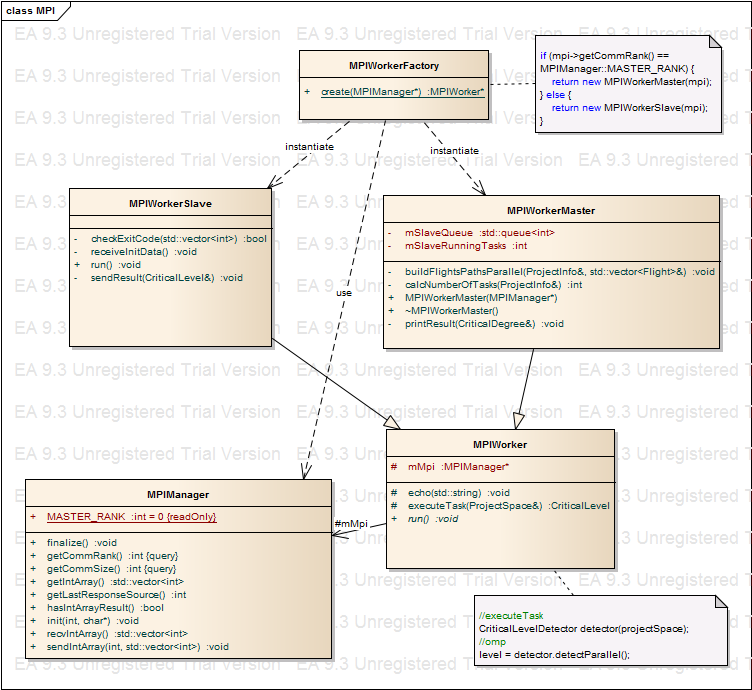 class MPI
EA 9.3 Unregistered Trial Version EA 9.3 Unregistered Trial Version EA 9.3 Unregistered
MPIWorkerFactory
+ create(MPIManager*) :MPIWorker*
if (mpi->getCommRank() ==
MPIManager::MASTER_RANK) {
return new MPIWorkerMaster(mpi);
} else {
return new MPIWorkerSlave(mpi);
}
instantiate
instantiate
use
MPIWorkerSlave
- checkExitCode(std::vector<int>) :bool
- receiveInitData() :void
+ run() :void
- sendResult(CriticalLevel&) :void
MPIWorkerMaster
- mSlaveQueue :std::queue<int>
- mSlaveRunningTasks :int
- buildFlightsPathsParallel(ProjectInfo&, std::vector<Flight>&) :void
- calcNumberOfTasks(ProjectInfo&) :int
+ MPIWorkerMaster(MPIManager*)
+ ~MPIWorkerMaster()
- printResult(CriticalDegree&) :void
MPIWorker
# mMpi :MPIManager*
# echo(std::string) :void
# executeTask(ProjectSpace&) :CriticalLevel
+ run() :void
#mMpi
MPIManager
+ MASTER_RANK :int = 0 {readOnly}
+ finalize() :void
+ getCommRank() :int {query}
+ getCommSize() :int {query}
+ getIntArray() :std::vector<int>
+ getLastResponseSource() :int
+ hasIntArrayResult() :bool
+ init(int, char*) :void
+ recvIntArray() :std::vector<int>
+ sendIntArray(int, std::vector<int>) :void
//executeTask
CriticalLevelDetector detector(projectSpace);
//omp
level = detector.detectParallel();